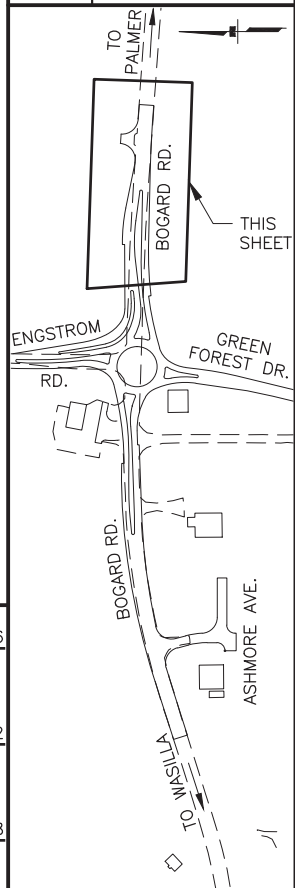 TO
PALMER
BOGARD RD.
THIS
SHEET
ENGSTROM
RD.
GREEN
FOREST DR.
BOGARD RD.
ASHMORE AVE.
TO WASILLA